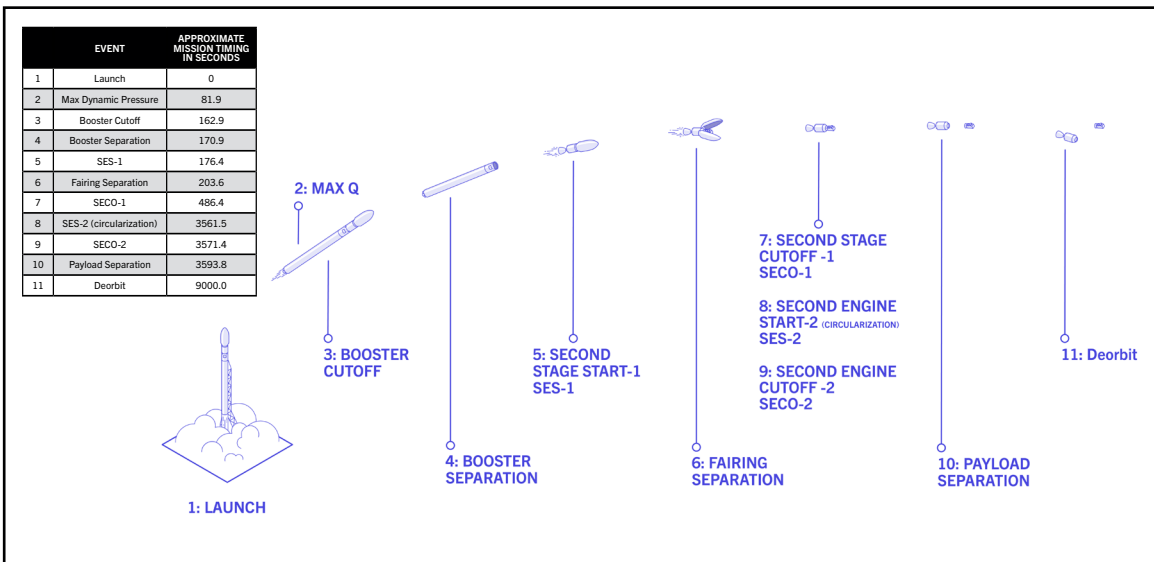 EVENT APPROXIMATE
MISSION TIMING
IN SECONDS
1 Launch 0
2 Max Dynamic Pressure 81.9
3 Booster Cutoff 162.9
4 Booster Separation 170.9
5 SES-1 176.4
6 Fairing Separation 203.6
7 SECO-1 486.4
8 SES-2 (circularization) 3561.5
9 SECO-2 3571.4
10 Payload Separation 3593.8
11 Deorbit 9000.0
1: LAUNCH
2: MAX Q
3: BOOSTER
CUTOFF
4: BOOSTER
SEPARATION
5: SECOND
STAGE START-1
SES-1
6: FAIRING
SEPARATION
7: SECOND STAGE
CUTOFF -1
SECO-1
8: SECOND ENGINE
START-2 (CIRCULARIZATION)
SES-2
9: SECOND ENGINE
CUTOFF -2
SECO-2
10: PAYLOAD
SEPARATION
11: Deorbit